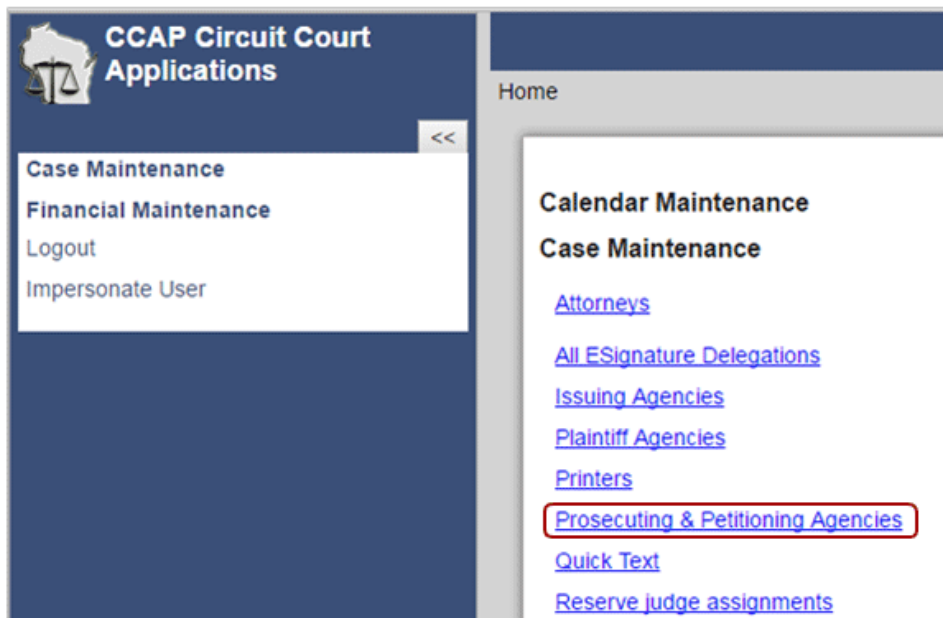 CCAP Circuit Court
Applications
<<
Case Maintenance
Financial Maintenance
Logout
Impersonate User
Home
Calendar Maintenance
Case Maintenance
Attorneys
All ESignature Delegations
Issuing Agencies
Plaintiff Agencies
Printers
Prosecuting & Petitioning Agencies
Quick Text
Reserve judge assignments